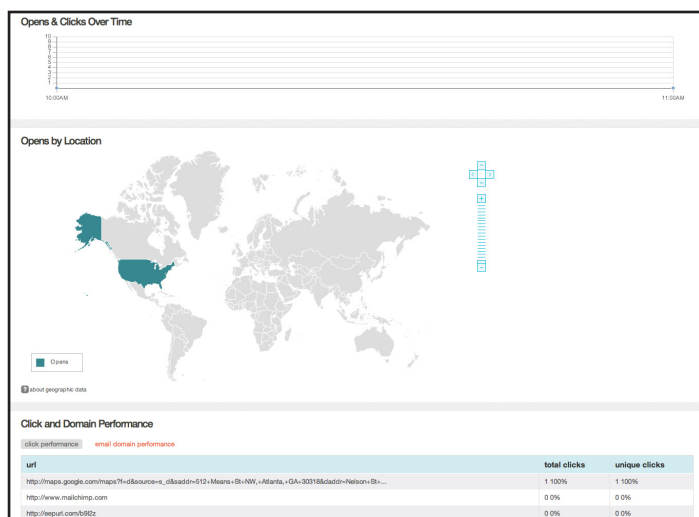 Opens & Clicks Over Time
10
9
8
7
6
5
4
3
2
1
10:00AM 11:00AM
Opens by Location
+
−
Opens
? about geographic data
Click and Domain Performance
click performance email domain performance
url total clicks unique clicks
http://maps.google.com/maps?f=d&source=s_d&saddr=512+Means+St+NW,+Atlanta,+GA+30318&daddr=Nelson+St+... 1 100% 1 100%
http://www.mailchimp.com 0 0% 0 0%
http://eepurl.com/b9l2z 0 0% 0 0%